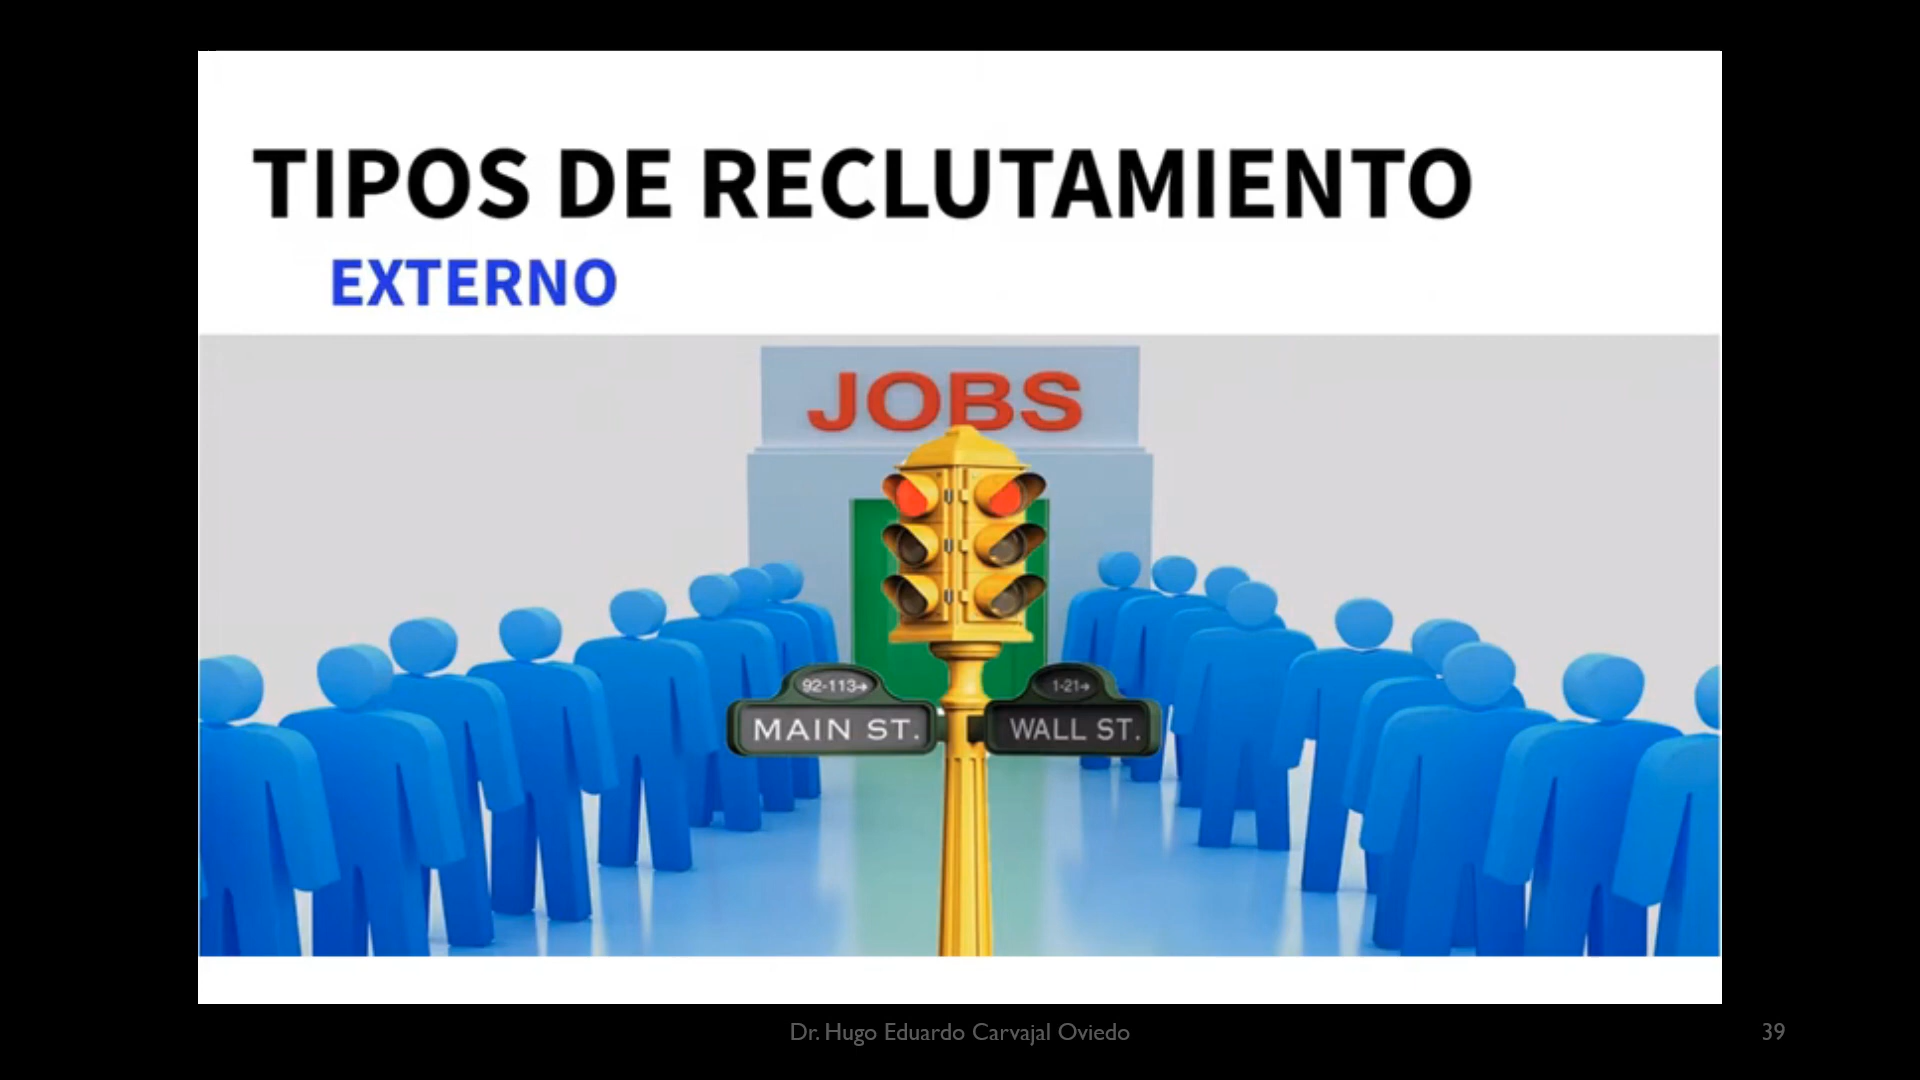 TIPOS DE RECLUTAMIENTO
EXTERNO
JOBS
92-113→
1-21→
MAIN ST.
WALL ST.
Dr. Hugo Eduardo Carvajal Oviedo
39